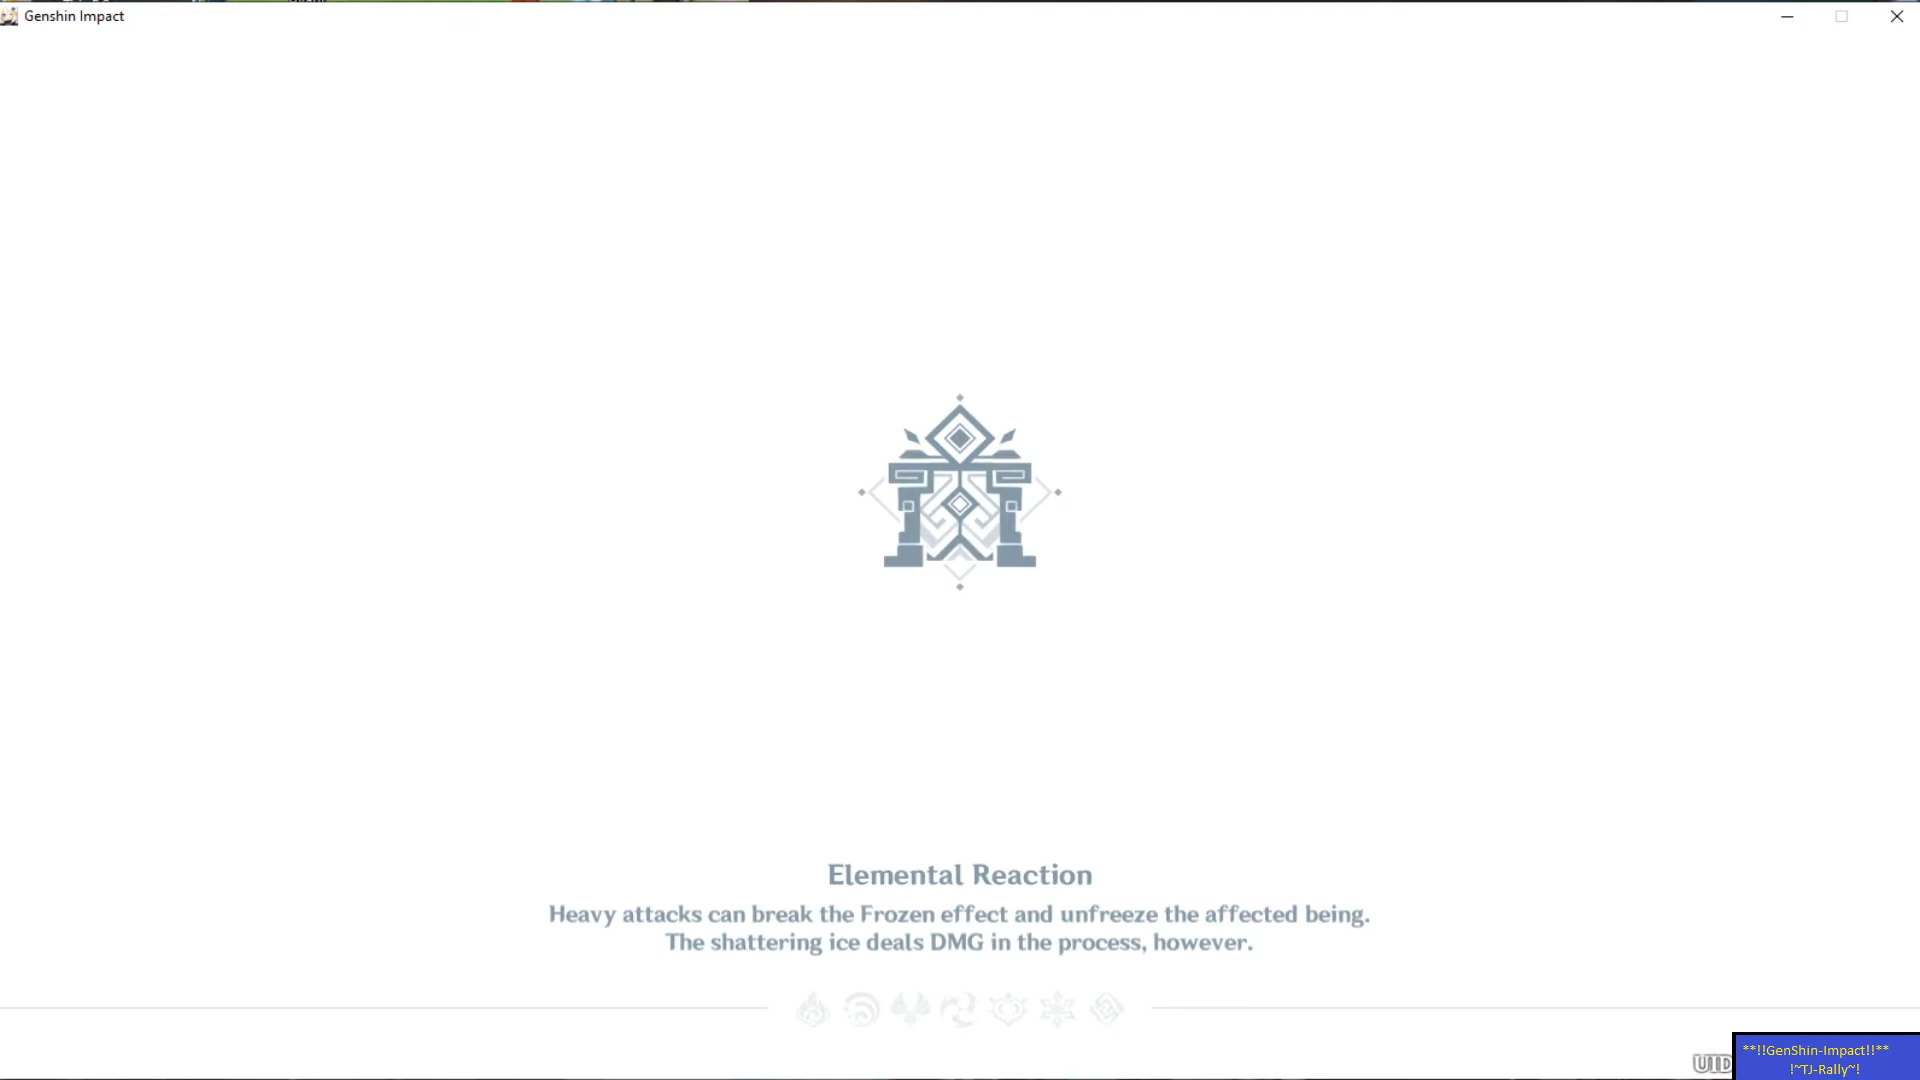 Genshin Impact
Elemental Reaction
Heavy attacks can break the Frozen effect and unfreeze the affected being.
The shattering ice deals DMG in the process, however.
UID
**!!GenShin-Impact!!**
!~TJ-Rally~!